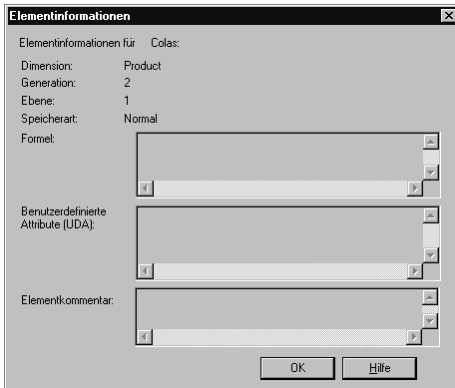 Elementinformationen
Elementinformationen für Colas:
Dimension: Product
Generation: 2
Ebene: 1
Speicherart: Normal
Formel:
Benutzerdefinierte
Attribute (UDA):
Elementkommentar:
OK Hilfe